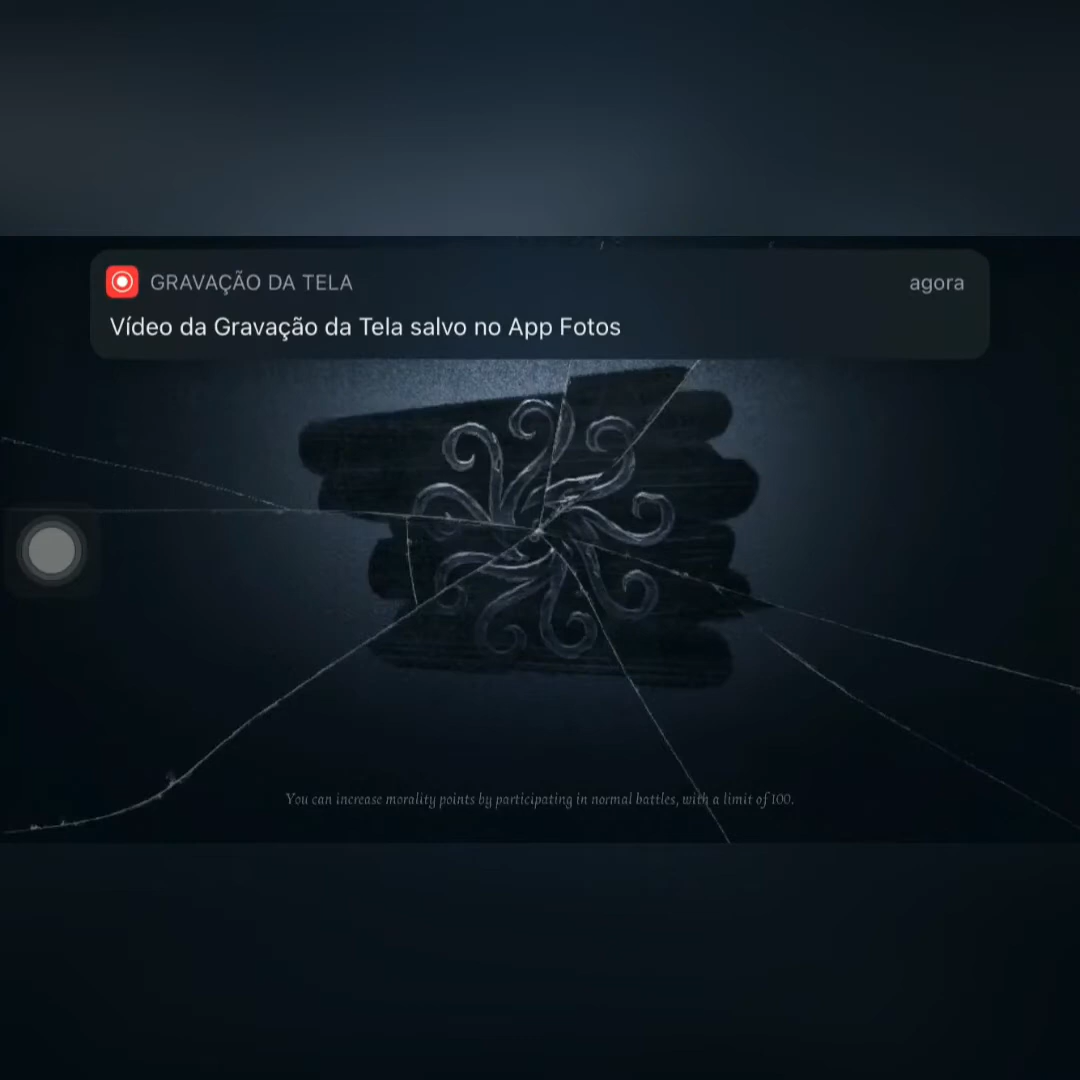 GRAVAÇÃO DA TELA
agora
Vídeo da Gravação da Tela salvo no App Fotos
You can increase morality points by participating in normal battles, with a limit of 100.